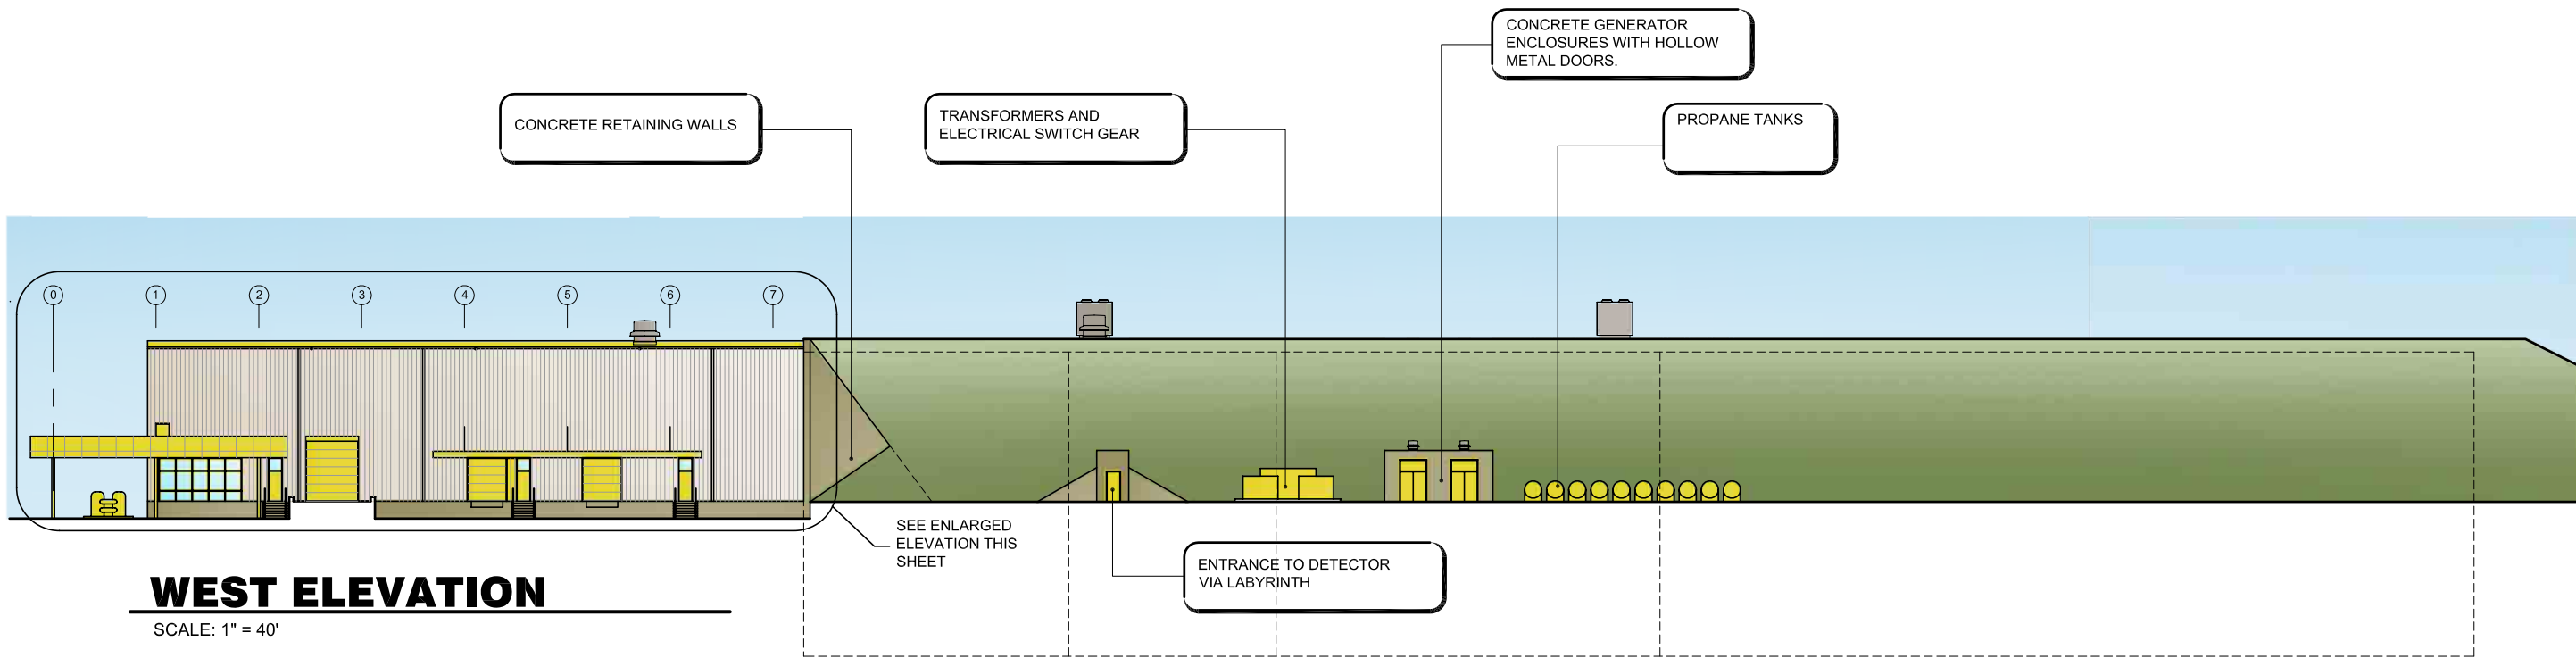 CONCRETE GENERATOR
ENCLOSURES WITH HOLLOW
METAL DOORS.
CONCRETE RETAINING WALLS
TRANSFORMERS AND
ELECTRICAL SWITCH GEAR
PROPANE TANKS
0 1 2 3 4 5 6 7
SEE ENLARGED
ELEVATION THIS
SHEET
ENTRANCE TO DETECTOR
VIA LABYRINTH
WEST ELEVATION
SCALE: 1" = 40'